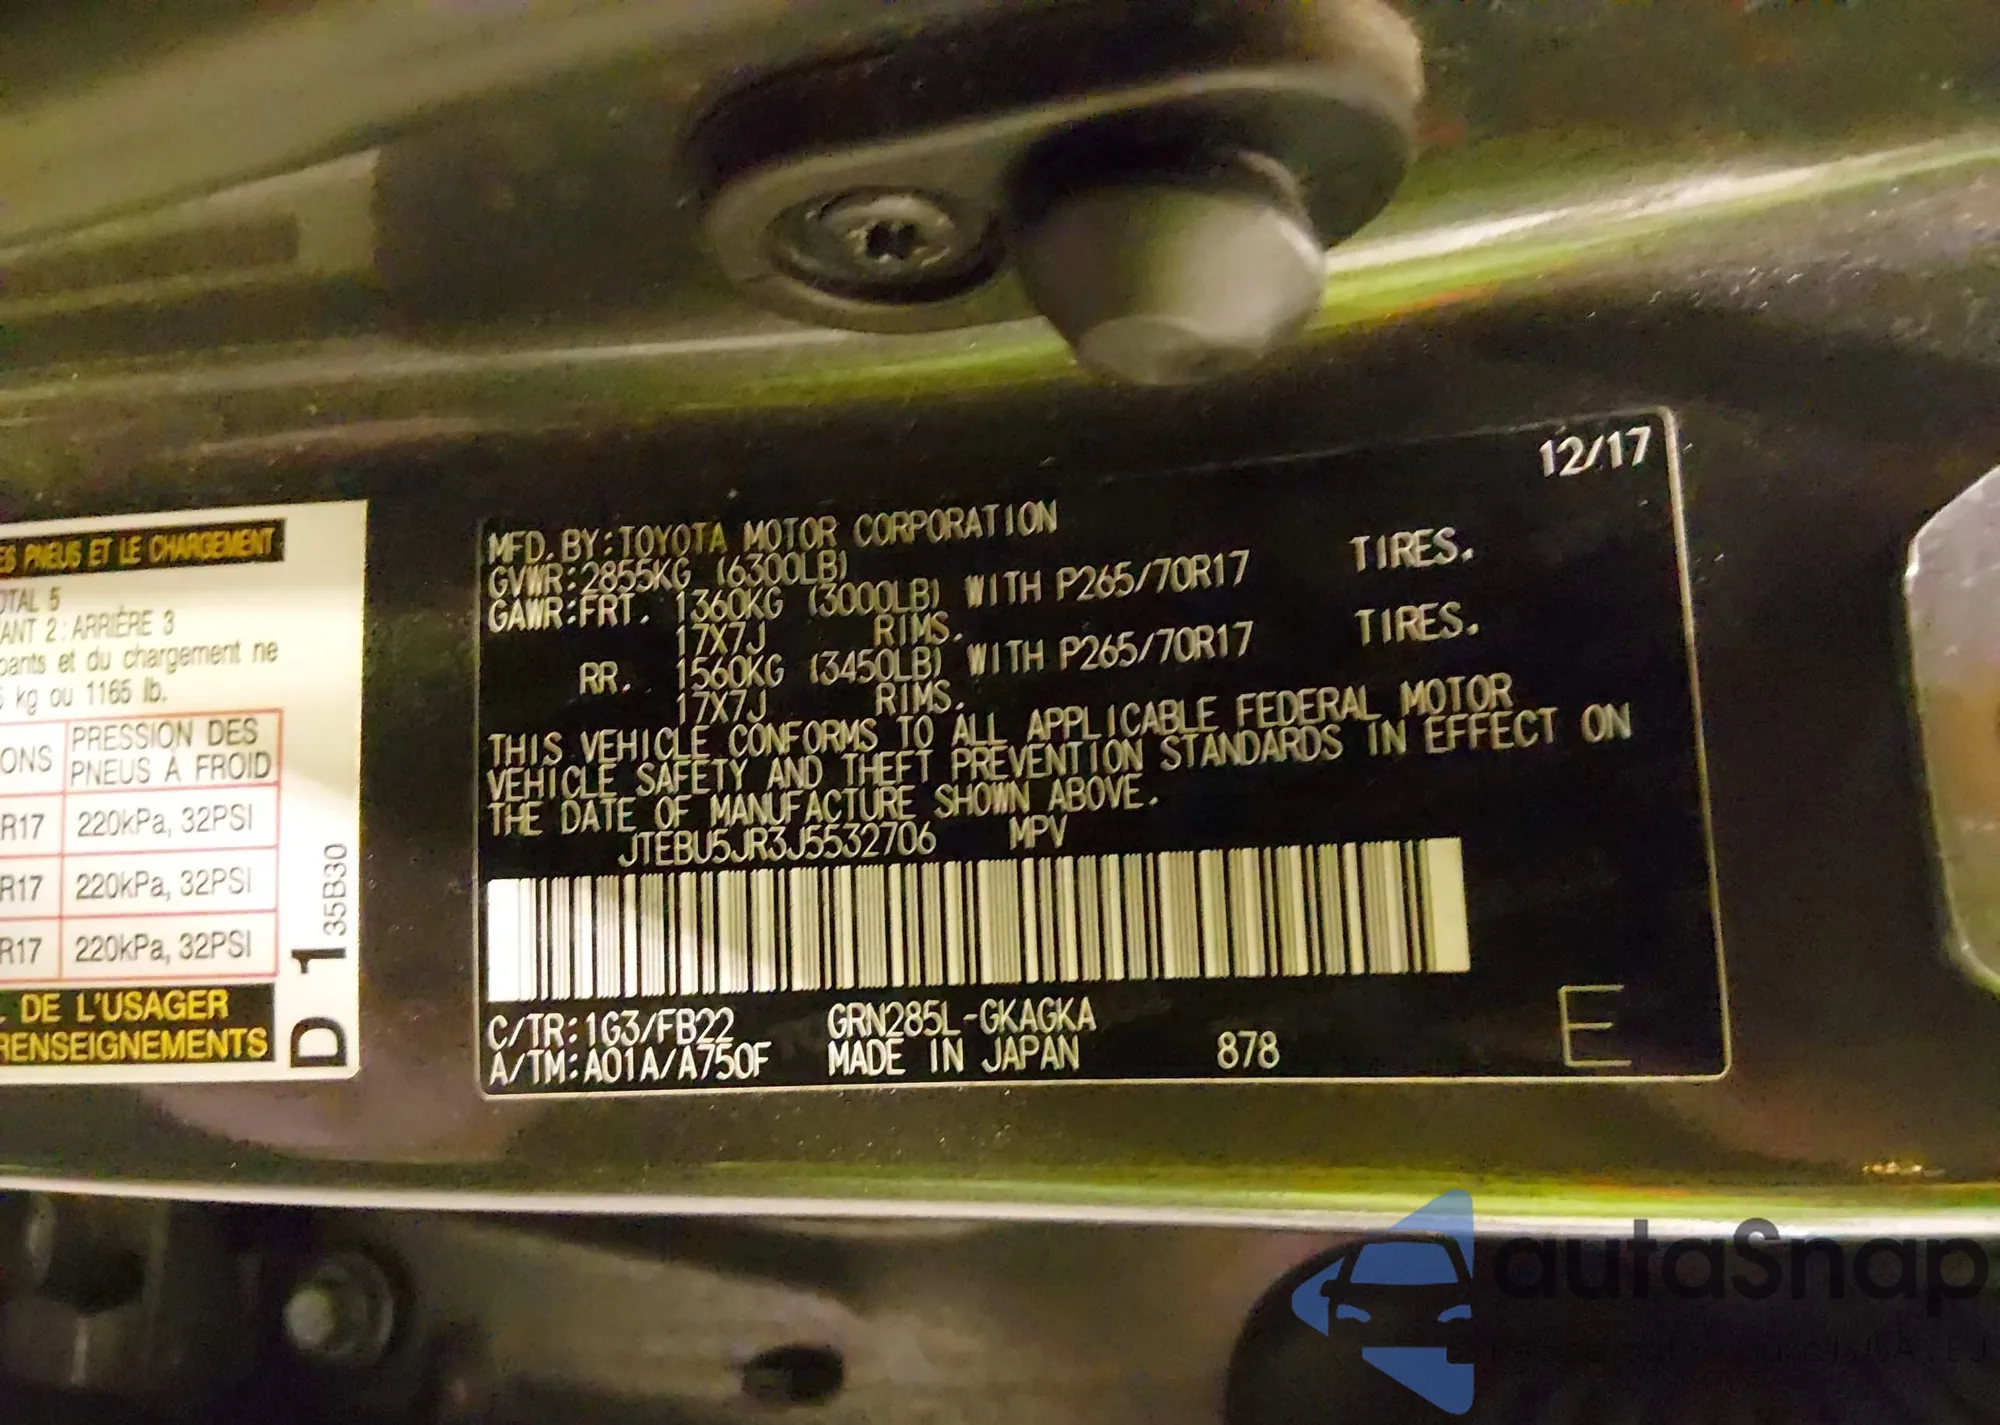 ES PNEUS ET LE CHARGEMENT
OTAL 5
ANT 2 : ARRIÈRE 3
pants et du chargement ne
5 kg ou 1165 lb.
ONS PRESSION DES PNEUS À FROID
R17 220kPa, 32PSI
R17 220kPa, 32PSI
R17 220kPa, 32PSI
DE L'USAGER
RENSEIGNEMENTS
D 1 35B30
12/17
MFD. BY: TOYOTA MOTOR CORPORATION
GVWR: 2855KG (6300LB)
GAWR: FRT. 1360KG (3000LB) WITH P265/70R17 TIRES.
17X7J RIMS.
RR. 1560KG (3450LB) WITH P265/70R17 TIRES.
17X7J RIMS.
THIS VEHICLE CONFORMS TO ALL APPLICABLE FEDERAL MOTOR
VEHICLE SAFETY AND THEFT PREVENTION STANDARDS IN EFFECT ON
THE DATE OF MANUFACTURE SHOWN ABOVE.
JTEBU5JR3J5532706 MPV
C/TR: 1G3/FB22 GRN285L-GKAGKA
A/TM: A01A/A750F MADE IN JAPAN 878 E
autaSnap